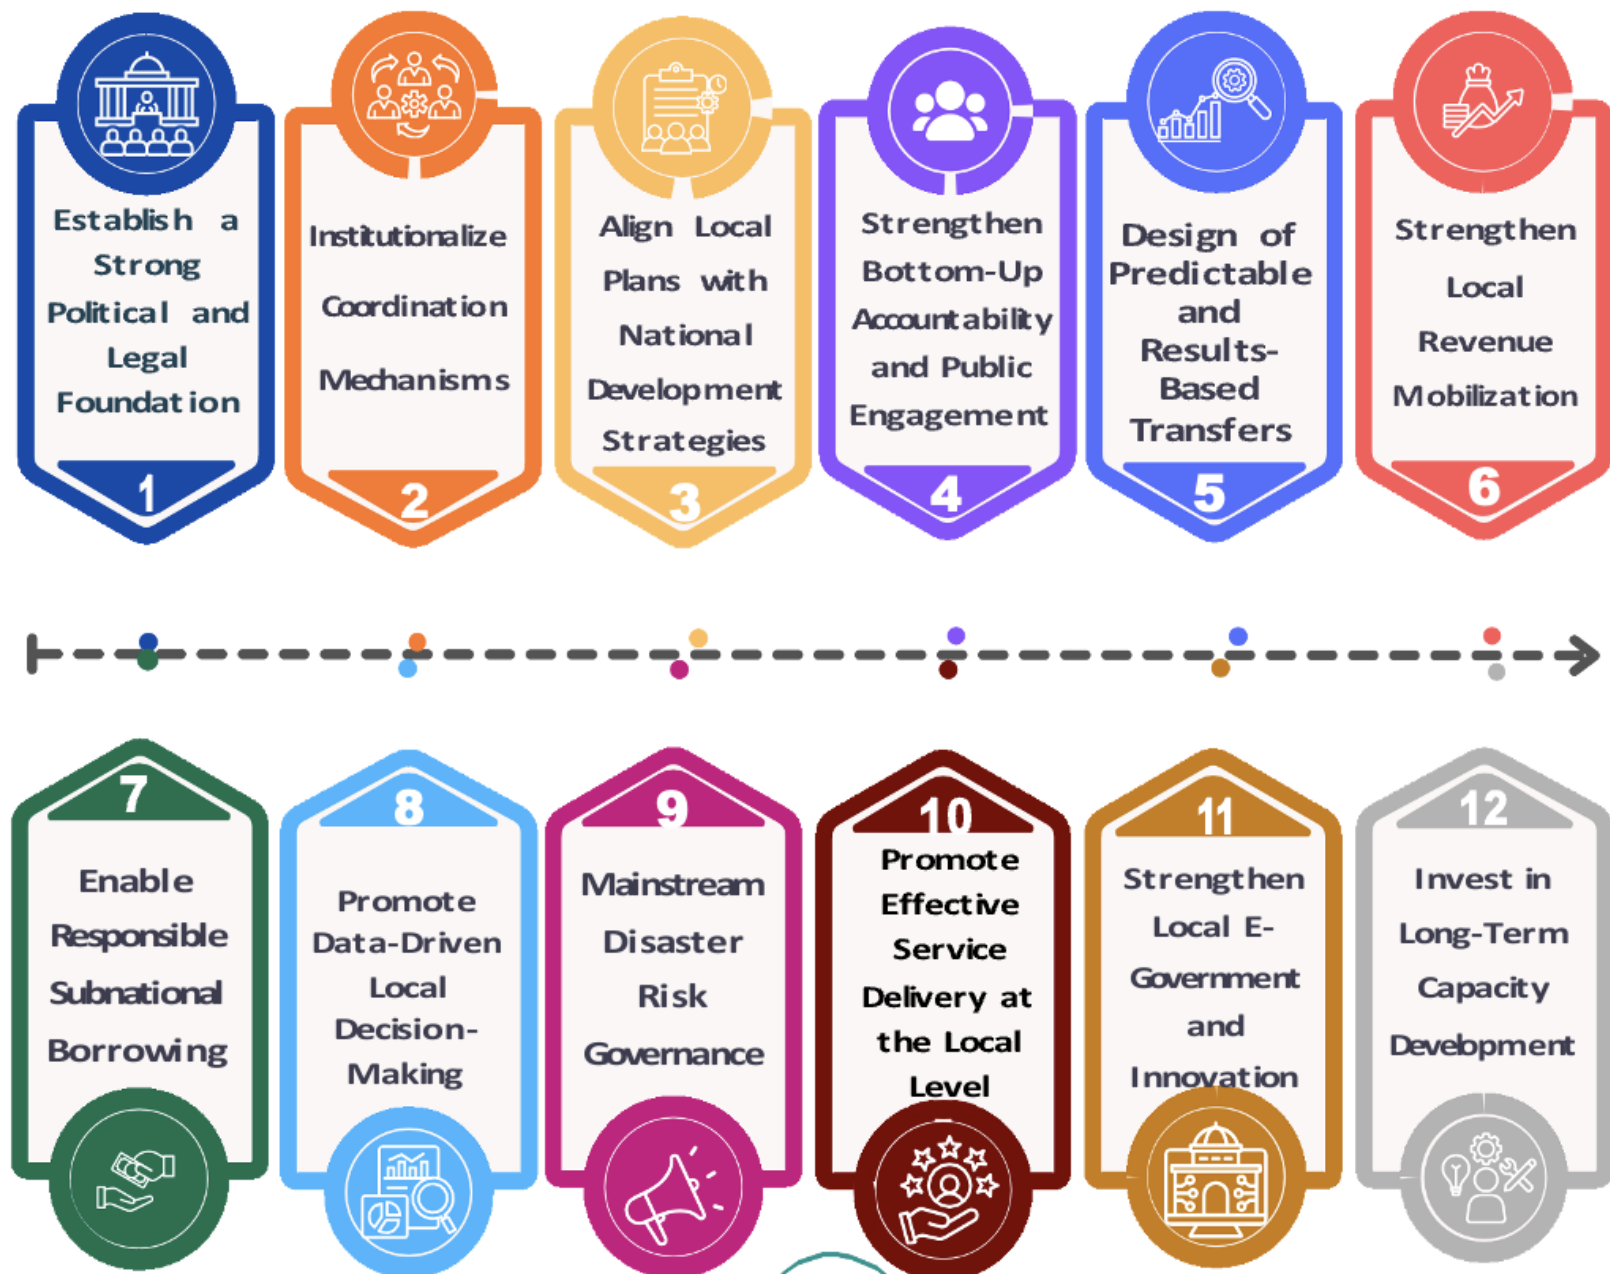 Establish a
Strong
Political and
Legal
Foundation
1
Institutionalize
Coordination
Mechanisms
2
Align Local
Plans with
National
Development
Strategies
3
Strengthen
Bottom-Up
Accountability
and Public
Engagement
4
Design of
Predictable
and
Results-
Based
Transfers
5
Strengthen
Local
Revenue
Mobilization
6
7
Enable
Responsible
Subnational
Borrowing
8
Promote
Data-Driven
Local
Decision-
Making
9
Mainstream
Disaster
Risk
Governance
10
Promote
Effective
Service
Delivery at
the Local
Level
11
Strengthen
Local E-
Government
and
Innovation
12
Invest in
Long-Term
Capacity
Development